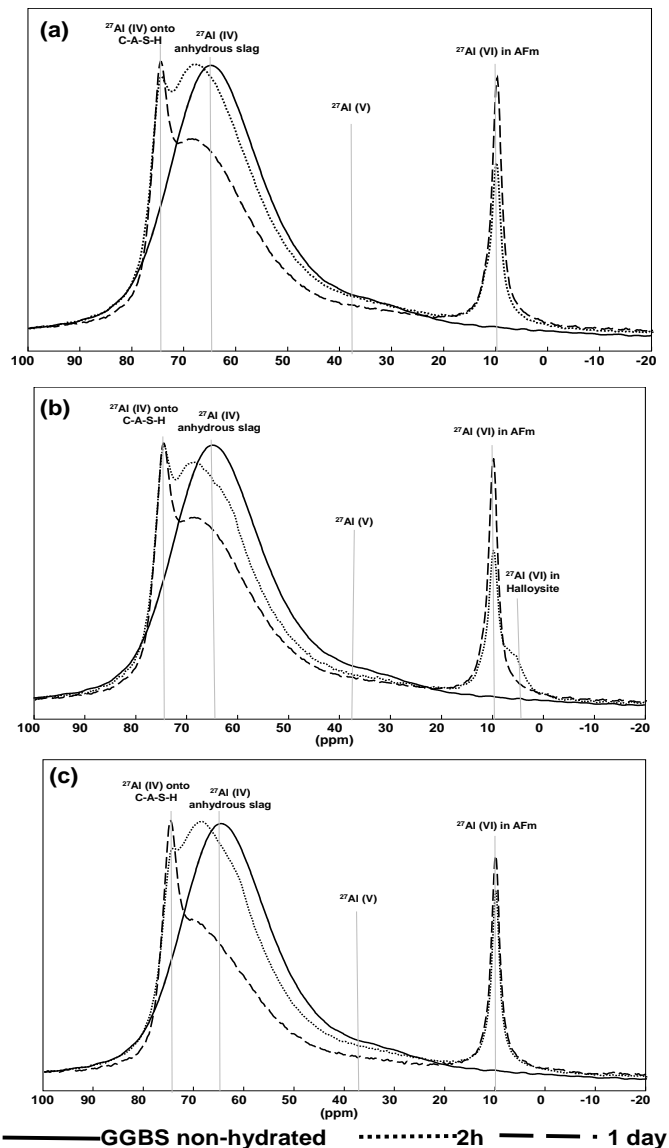 (a)
27Al (IV) onto
C-A-S-H
27Al (IV)
anhydrous slag
27Al (V)
27Al (VI) in AFm
100 90 80 70 60 50 40 30 20 10 0 -10 -20
(b)
27Al (IV) onto
C-A-S-H
27Al (IV)
anhydrous slag
27Al (V)
27Al (VI) in AFm
27Al (VI) in
Halloysite
100 90 80 70 60 50 40 30 20 10 0 -10 -20
(ppm)
(c)
27Al (IV) onto
C-A-S-H
27Al (IV)
anhydrous slag
27Al (V)
27Al (VI) in AFm
100 90 80 70 60 50 40 30 20 10 0 -10 -20
(ppm)
GGBS non-hydrated 2h 1 day